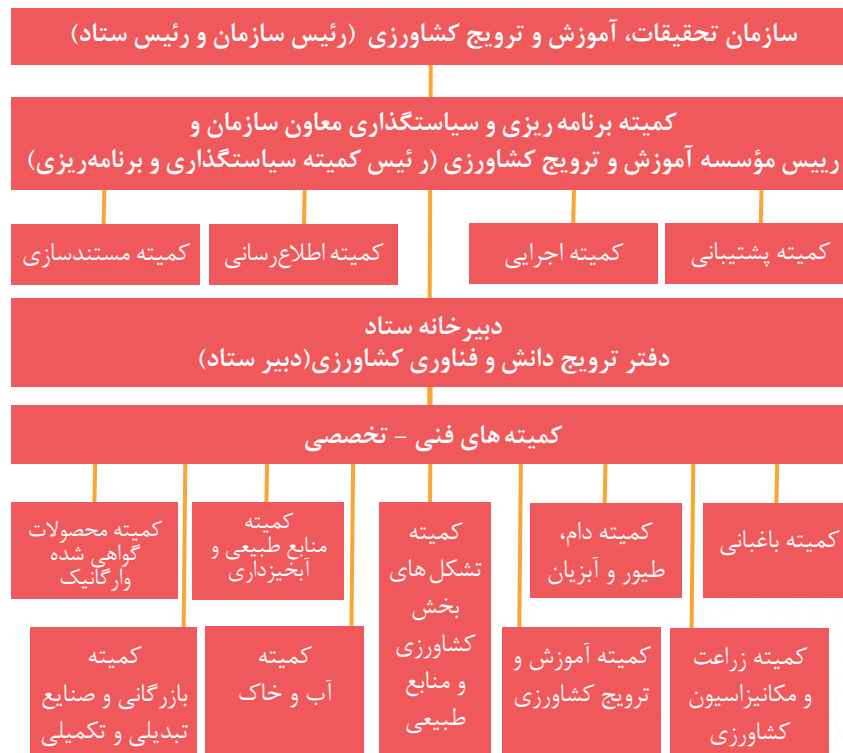 سازمان تحقیقات، آموزش و ترویج کشاورزی (رئیس سازمان و رئیس ستاد)
کمیته برنامه ریزی و سیاستگذاری معاون سازمان و
رییس مؤسسه آموزش و ترویج کشاورزی (ر ئیس کمیته سیاستگذاری و برنامه‌ریزی)
کمیته پشتیبانی
کمیته اجرایی
کمیته اطلاع‌رسانی
کمیته مستندسازی
دبیرخانه ستاد
دفتر ترویج دانش و فناوری کشاورزی(دبیر ستاد)
کمیته های فنی - تخصصی
کمیته باغبانی
کمیته دام،
طیور و آبزیان
کمیته
تشکل‌های
بخش
کشاورزی
و منابع
طبیعی
کمیته
منابع طبیعی و
آبخیزداری
کمیته محصولات
گواهی شده
وارگانیک
کمیته زراعت
و مکانیزاسیون
کشاورزی
کمیته آموزش و
ترویج کشاورزی
کمیته
آب و خاک
کمیته
بازرگانی و صنایع
تبدیلی و تکمیلی